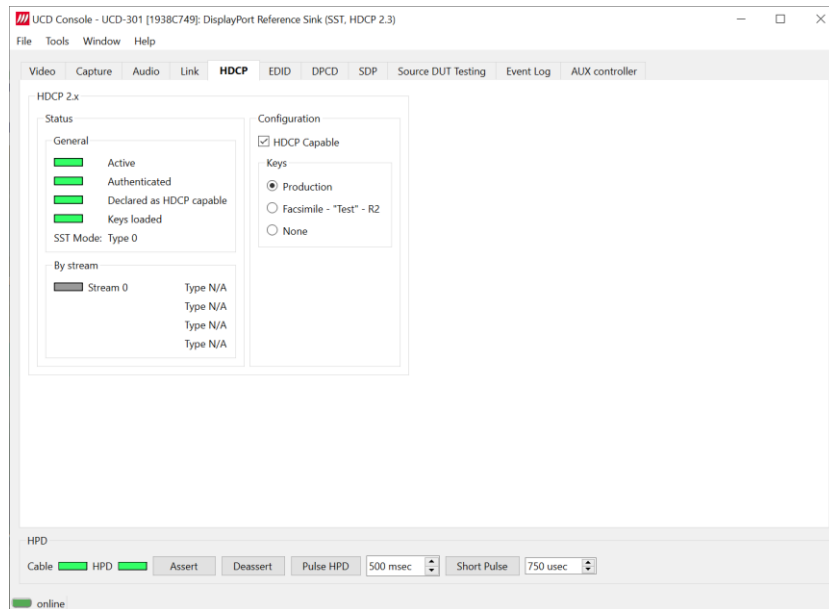 UCD Console - UCD-301 [1938C749]: DisplayPort Reference Sink (SST, HDCP 2.3)
File Tools Window Help
Video Capture Audio Link HDCP EDID DPCD SDP Source DUT Testing Event Log AUX controller
HDCP 2.x
Status
General
Active
Authenticated
Declared as HDCP capable
Keys loaded
SST Mode: Type 0
By stream
Stream 0 Type N/A
Type N/A
Type N/A
Type N/A
Configuration
HDCP Capable
Keys
Production
Facsimile - "Test" - R2
None
HPD
Cable HPD Assert Deassert Pulse HPD 500 msec Short Pulse 750 usec
online